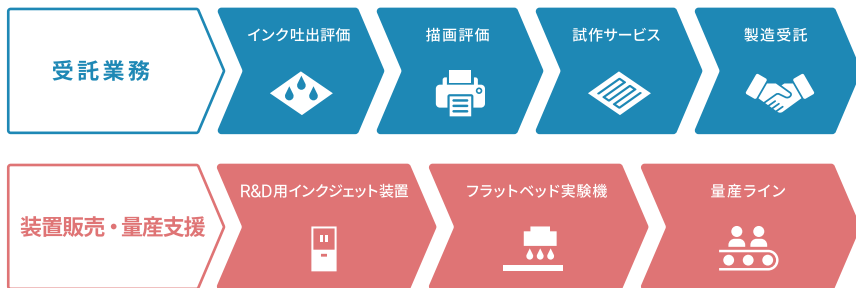 受託業務
インク吐出評価
描画評価
試作サービス
製造受託
装置販売・量産支援
R&D用インクジェット装置
フラットベッド実験機
量産ライン